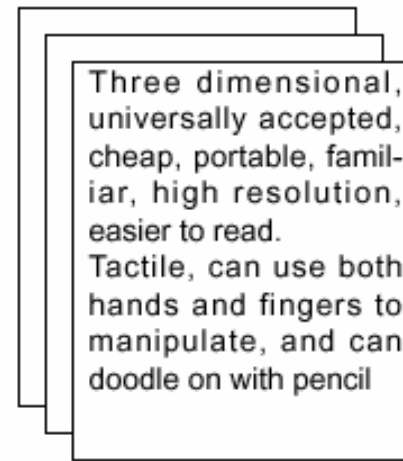 Three dimensional,
universally accepted,
cheap, portable, famil-
iar, high resolution,
easier to read.
Tactile, can use both
hands and fingers to
manipulate, and can
doodle on with pencil